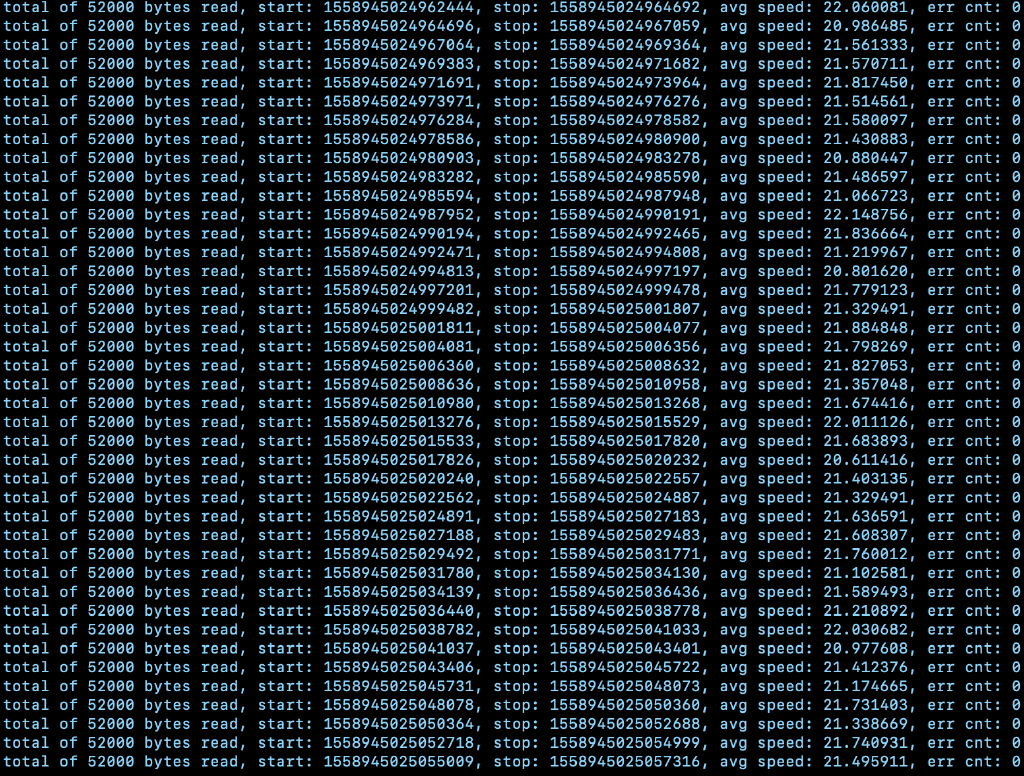 total of 52000 bytes read, start: 1558945024962444, stop: 1558945024964692, avg speed: 22.060081, err cnt: 0
total of 52000 bytes read, start: 1558945024964696, stop: 1558945024967059, avg speed: 20.986485, err cnt: 0
total of 52000 bytes read, start: 1558945024967064, stop: 1558945024969364, avg speed: 21.561333, err cnt: 0
total of 52000 bytes read, start: 1558945024969383, stop: 1558945024971682, avg speed: 21.570711, err cnt: 0
total of 52000 bytes read, start: 1558945024971691, stop: 1558945024973964, avg speed: 21.817450, err cnt: 0
total of 52000 bytes read, start: 1558945024973971, stop: 1558945024976276, avg speed: 21.514561, err cnt: 0
total of 52000 bytes read, start: 1558945024976284, stop: 1558945024978582, avg speed: 21.580097, err cnt: 0
total of 52000 bytes read, start: 1558945024978586, stop: 1558945024980900, avg speed: 21.430883, err cnt: 0
total of 52000 bytes read, start: 1558945024980903, stop: 1558945024983278, avg speed: 20.880447, err cnt: 0
total of 52000 bytes read, start: 1558945024983282, stop: 1558945024985590, avg speed: 21.486597, err cnt: 0
total of 52000 bytes read, start: 1558945024985594, stop: 1558945024987948, avg speed: 21.066723, err cnt: 0
total of 52000 bytes read, start: 1558945024987952, stop: 1558945024990191, avg speed: 22.148756, err cnt: 0
total of 52000 bytes read, start: 1558945024990194, stop: 1558945024992465, avg speed: 21.836664, err cnt: 0
total of 52000 bytes read, start: 1558945024992471, stop: 1558945024994808, avg speed: 21.219967, err cnt: 0
total of 52000 bytes read, start: 1558945024994813, stop: 1558945024997197, avg speed: 20.801620, err cnt: 0
total of 52000 bytes read, start: 1558945024997201, stop: 1558945024999478, avg speed: 21.779123, err cnt: 0
total of 52000 bytes read, start: 1558945024999482, stop: 1558945025001807, avg speed: 21.329491, err cnt: 0
total of 52000 bytes read, start: 1558945025001811, stop: 1558945025004077, avg speed: 21.884848, err cnt: 0
total of 52000 bytes read, start: 1558945025004081, stop: 1558945025006356, avg speed: 21.798269, err cnt: 0
total of 52000 bytes read, start: 1558945025006360, stop: 1558945025008632, avg speed: 21.827053, err cnt: 0
total of 52000 bytes read, start: 1558945025008636, stop: 1558945025010958, avg speed: 21.357048, err cnt: 0
total of 52000 bytes read, start: 1558945025010980, stop: 1558945025013268, avg speed: 21.674416, err cnt: 0
total of 52000 bytes read, start: 1558945025013276, stop: 1558945025015529, avg speed: 22.011126, err cnt: 0
total of 52000 bytes read, start: 1558945025015533, stop: 1558945025017820, avg speed: 21.683893, err cnt: 0
total of 52000 bytes read, start: 1558945025017826, stop: 1558945025020232, avg speed: 20.611416, err cnt: 0
total of 52000 bytes read, start: 1558945025020240, stop: 1558945025022557, avg speed: 21.403135, err cnt: 0
total of 52000 bytes read, start: 1558945025022562, stop: 1558945025024887, avg speed: 21.329491, err cnt: 0
total of 52000 bytes read, start: 1558945025024891, stop: 1558945025027183, avg speed: 21.636591, err cnt: 0
total of 52000 bytes read, start: 1558945025027188, stop: 1558945025029483, avg speed: 21.608307, err cnt: 0
total of 52000 bytes read, start: 1558945025029492, stop: 1558945025031771, avg speed: 21.760012, err cnt: 0
total of 52000 bytes read, start: 1558945025031780, stop: 1558945025034130, avg speed: 21.102581, err cnt: 0
total of 52000 bytes read, start: 1558945025034139, stop: 1558945025036436, avg speed: 21.589493, err cnt: 0
total of 52000 bytes read, start: 1558945025036440, stop: 1558945025038778, avg speed: 21.210892, err cnt: 0
total of 52000 bytes read, start: 1558945025038782, stop: 1558945025041033, avg speed: 22.030682, err cnt: 0
total of 52000 bytes read, start: 1558945025041037, stop: 1558945025043401, avg speed: 20.977608, err cnt: 0
total of 52000 bytes read, start: 1558945025043406, stop: 1558945025045722, avg speed: 21.412376, err cnt: 0
total of 52000 bytes read, start: 1558945025045731, stop: 1558945025048073, avg speed: 21.174665, err cnt: 0
total of 52000 bytes read, start: 1558945025048078, stop: 1558945025050360, avg speed: 21.731403, err cnt: 0
total of 52000 bytes read, start: 1558945025050364, stop: 1558945025052688, avg speed: 21.338669, err cnt: 0
total of 52000 bytes read, start: 1558945025052718, stop: 1558945025054999, avg speed: 21.740931, err cnt: 0
total of 52000 bytes read, start: 1558945025055009, stop: 1558945025057316, avg speed: 21.495911, err cnt: 0